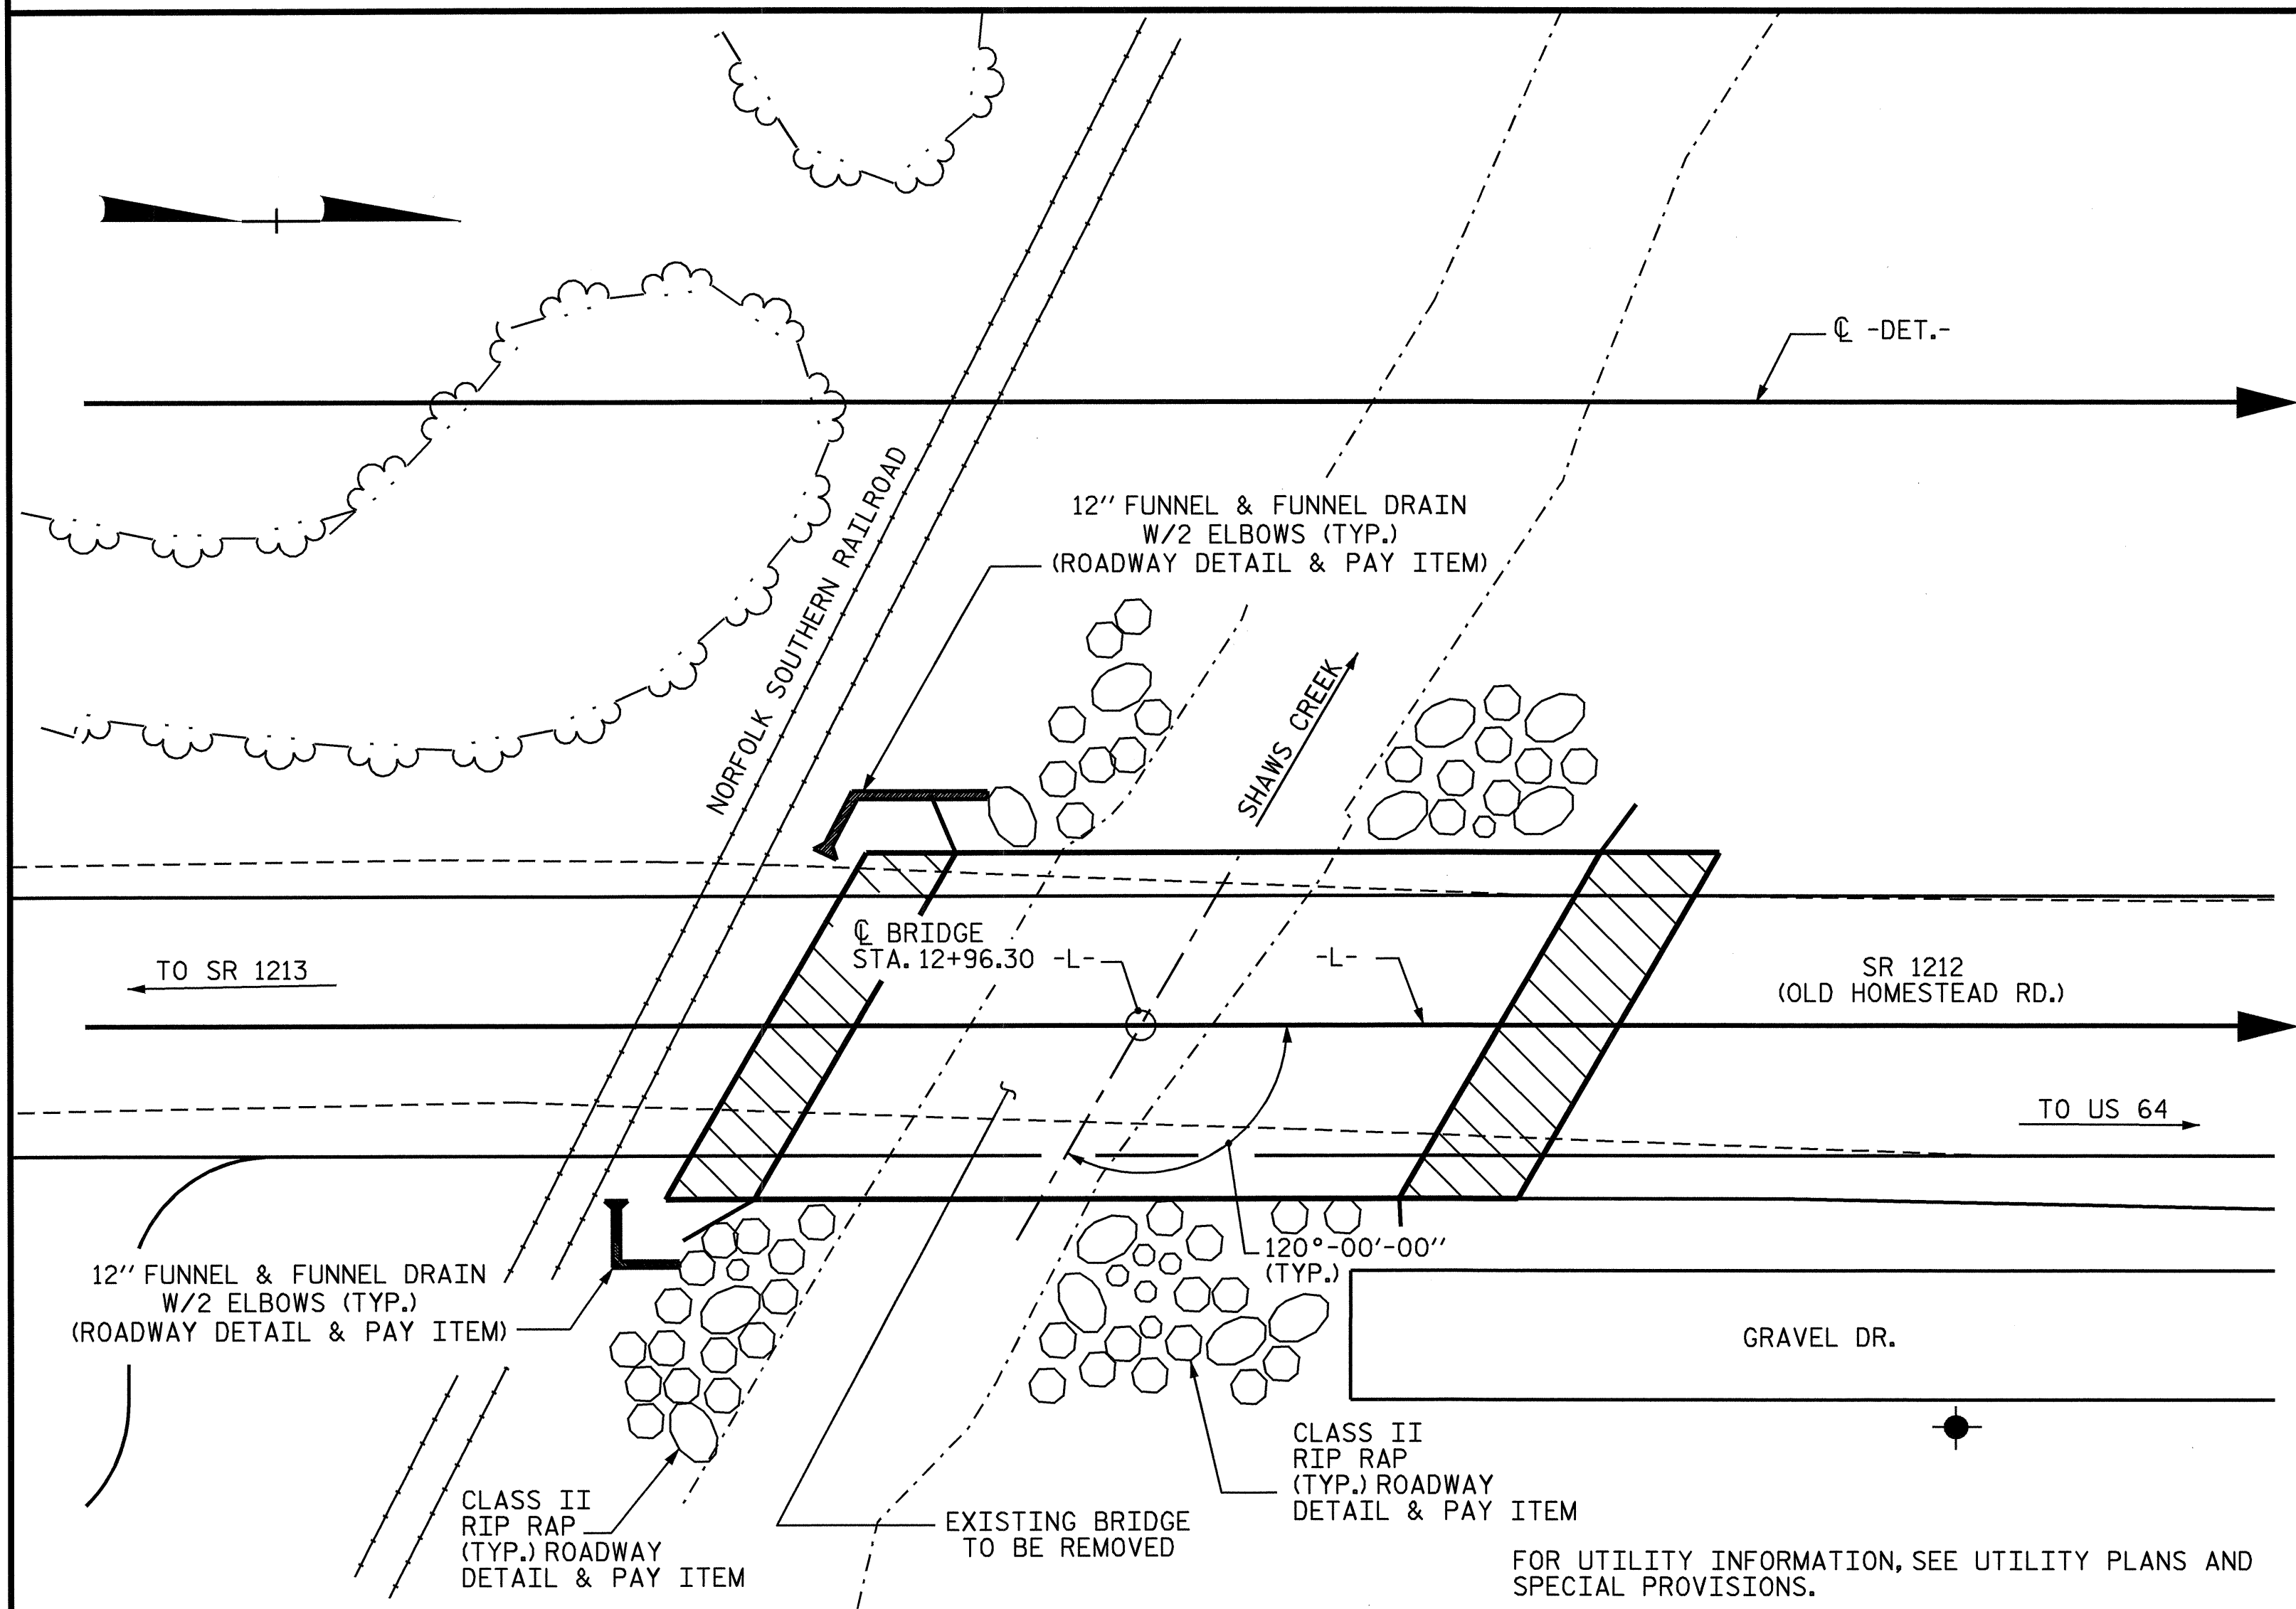 ℄ -DET.-
NORFOLK SOUTHERN RAILROAD
12" FUNNEL & FUNNEL DRAIN
W/2 ELBOWS (TYP.)
(ROADWAY DETAIL & PAY ITEM)
SHAWS CREEK
℄ BRIDGE
STA. 12+96.30 -L-
-L-
TO SR 1213
SR 1212
(OLD HOMESTEAD RD.)
TO US 64
120°-00'-00"
(TYP.)
12" FUNNEL & FUNNEL DRAIN
W/2 ELBOWS (TYP.)
(ROADWAY DETAIL & PAY ITEM)
GRAVEL DR.
CLASS II
RIP RAP
(TYP.) ROADWAY
DETAIL & PAY ITEM
CLASS II
RIP RAP
(TYP.) ROADWAY
DETAIL & PAY ITEM
EXISTING BRIDGE
TO BE REMOVED
FOR UTILITY INFORMATION, SEE UTILITY PLANS AND
SPECIAL PROVISIONS.